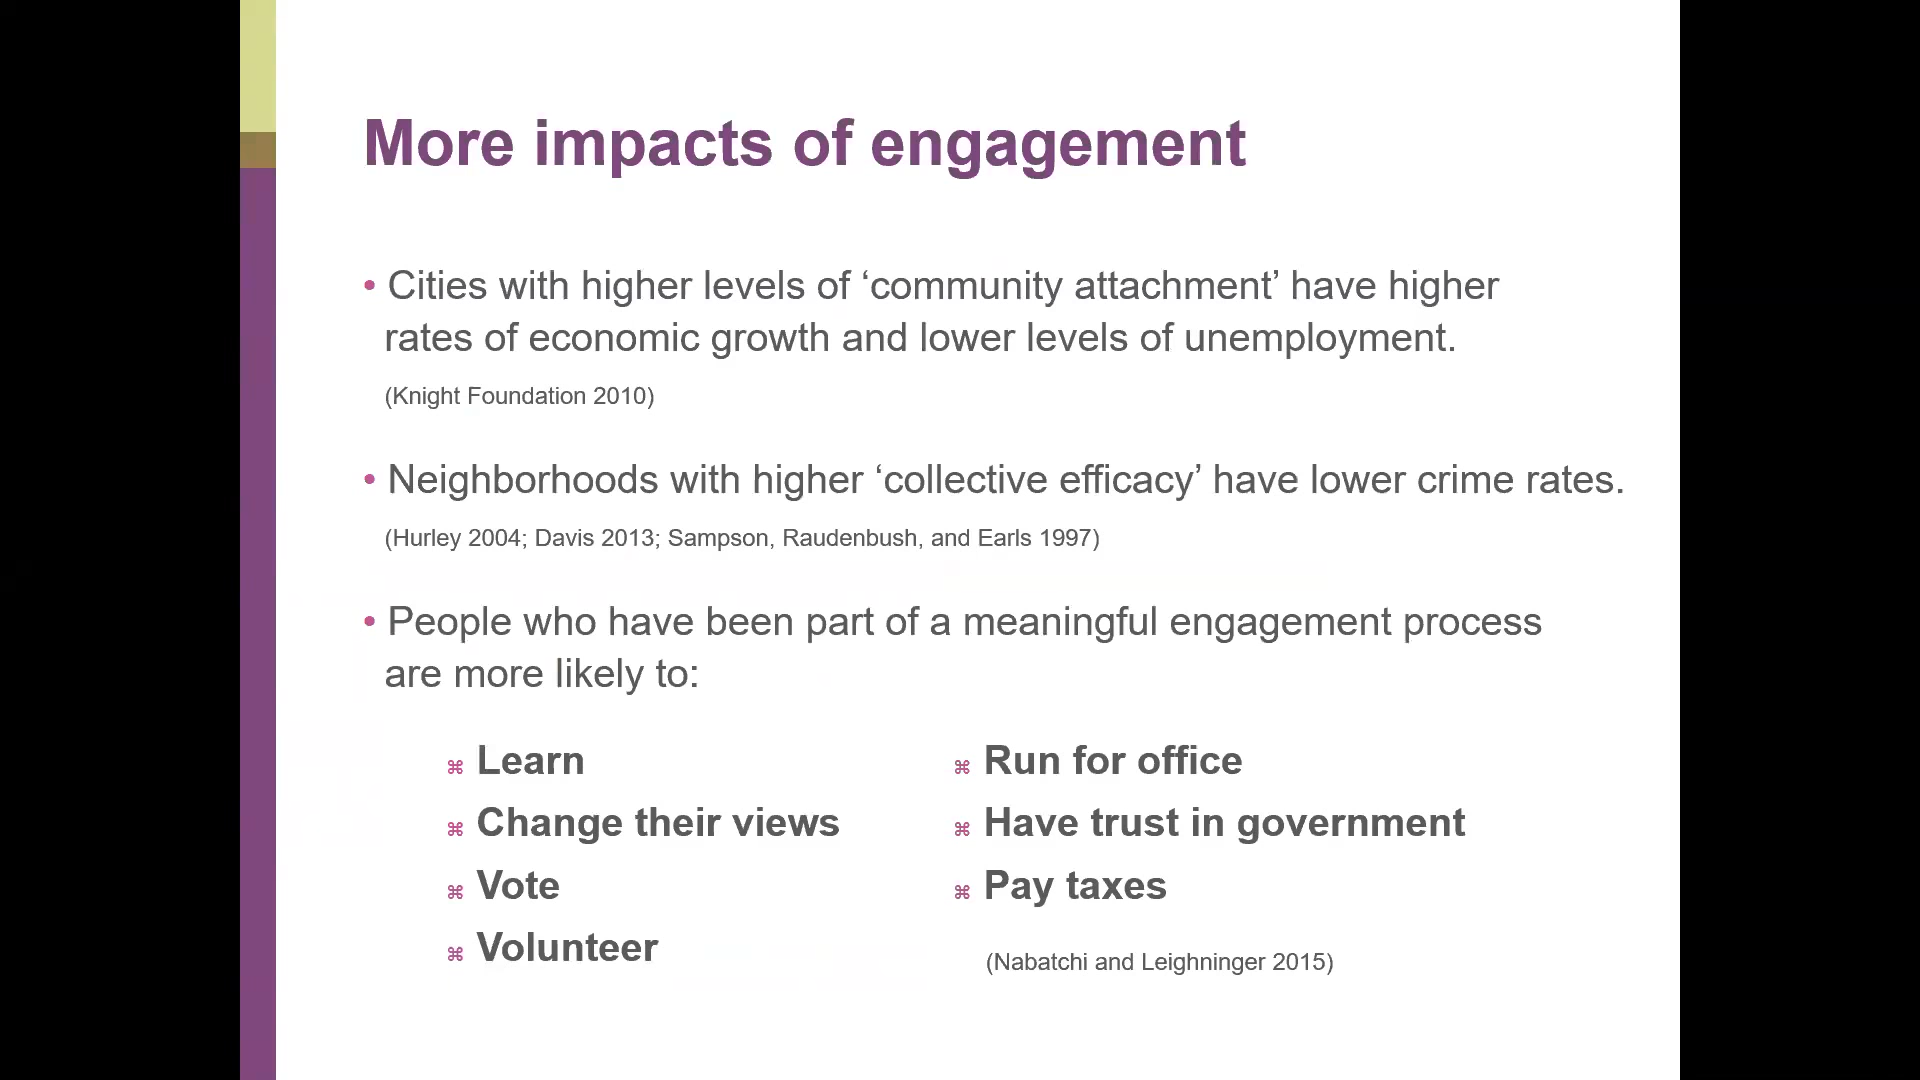 More impacts of engagement
• Cities with higher levels of ‘community attachment’ have higher
rates of economic growth and lower levels of unemployment.
(Knight Foundation 2010)
• Neighborhoods with higher ‘collective efficacy’ have lower crime rates.
(Hurley 2004; Davis 2013; Sampson, Raudenbush, and Earls 1997)
• People who have been part of a meaningful engagement process
are more likely to:
⌘ Learn
⌘ Change their views
⌘ Vote
⌘ Volunteer
⌘ Run for office
⌘ Have trust in government
⌘ Pay taxes
(Nabatchi and Leighninger 2015)